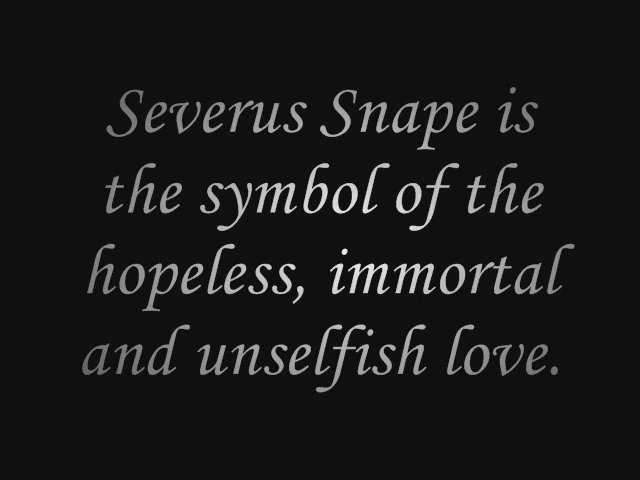 Severus Snape is
the symbol of the
hopeless, immortal
and unselfish love.